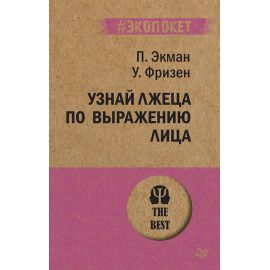 #экопокет
П. Экман
У. Фризен
УЗНАЙ ЛЖЕЦА
ПО ВЫРАЖЕНИЮ
ЛИЦА
THE
BEST